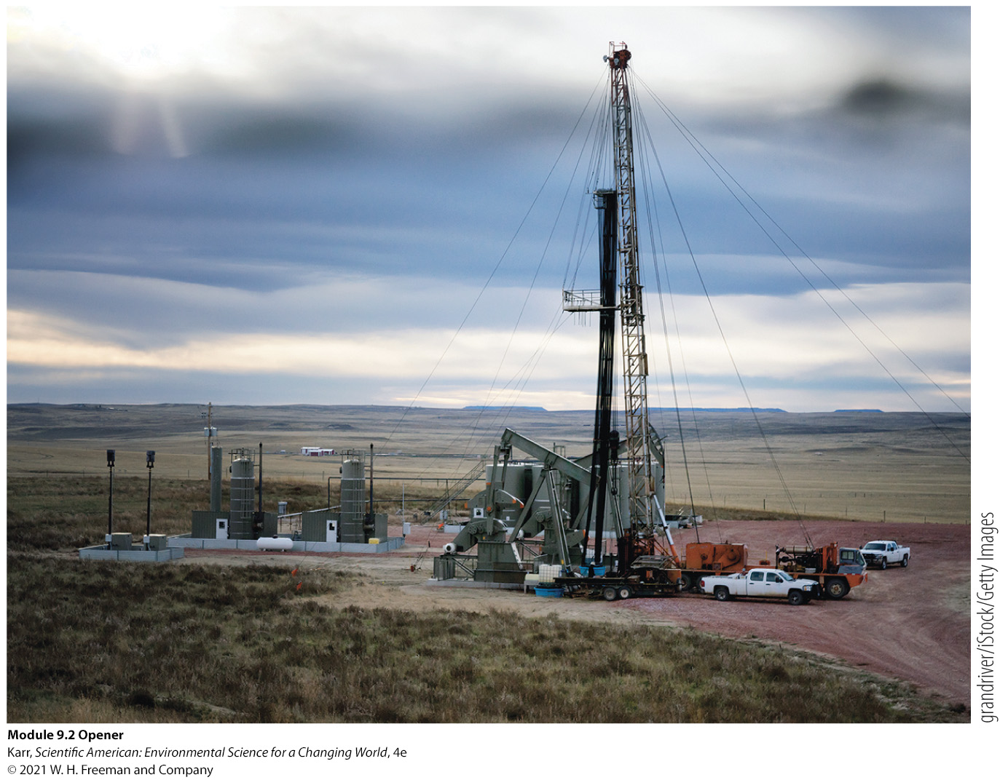 grandriver/iStock/Getty Images
Module 9.2 Opener
Karr, Scientific American: Environmental Science for a Changing World, 4e
© 2021 W. H. Freeman and Company